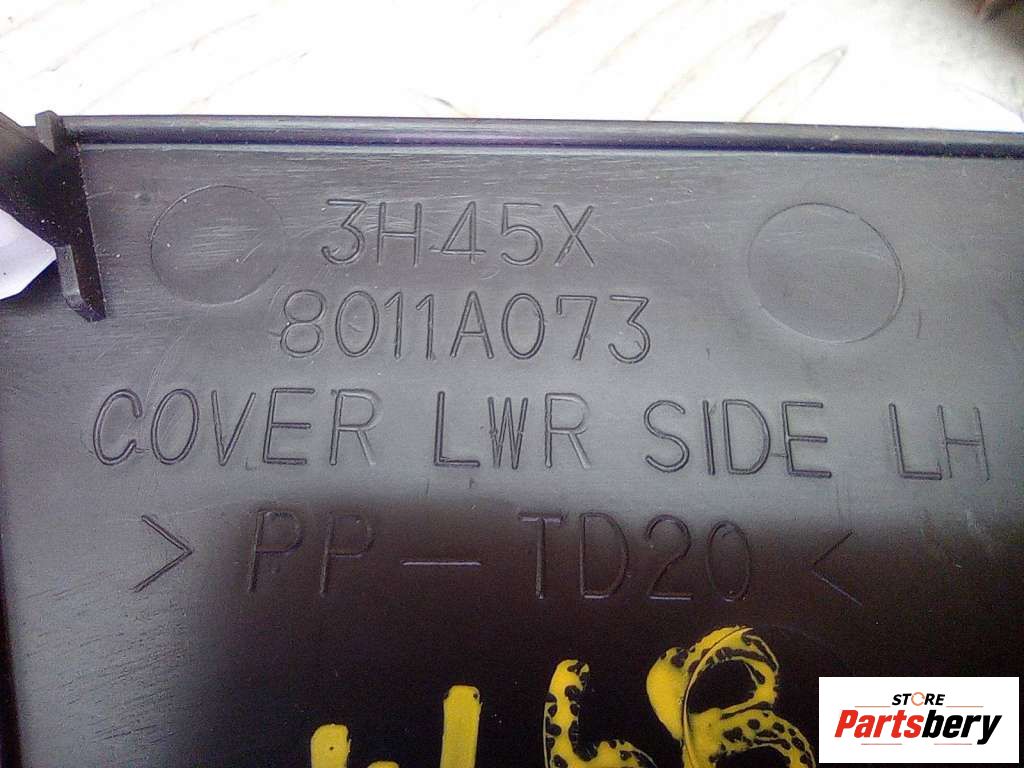 3H45X
8011A073
COVER LWR SIDE LH
> PP-TD20 <
STORE
Partsbery